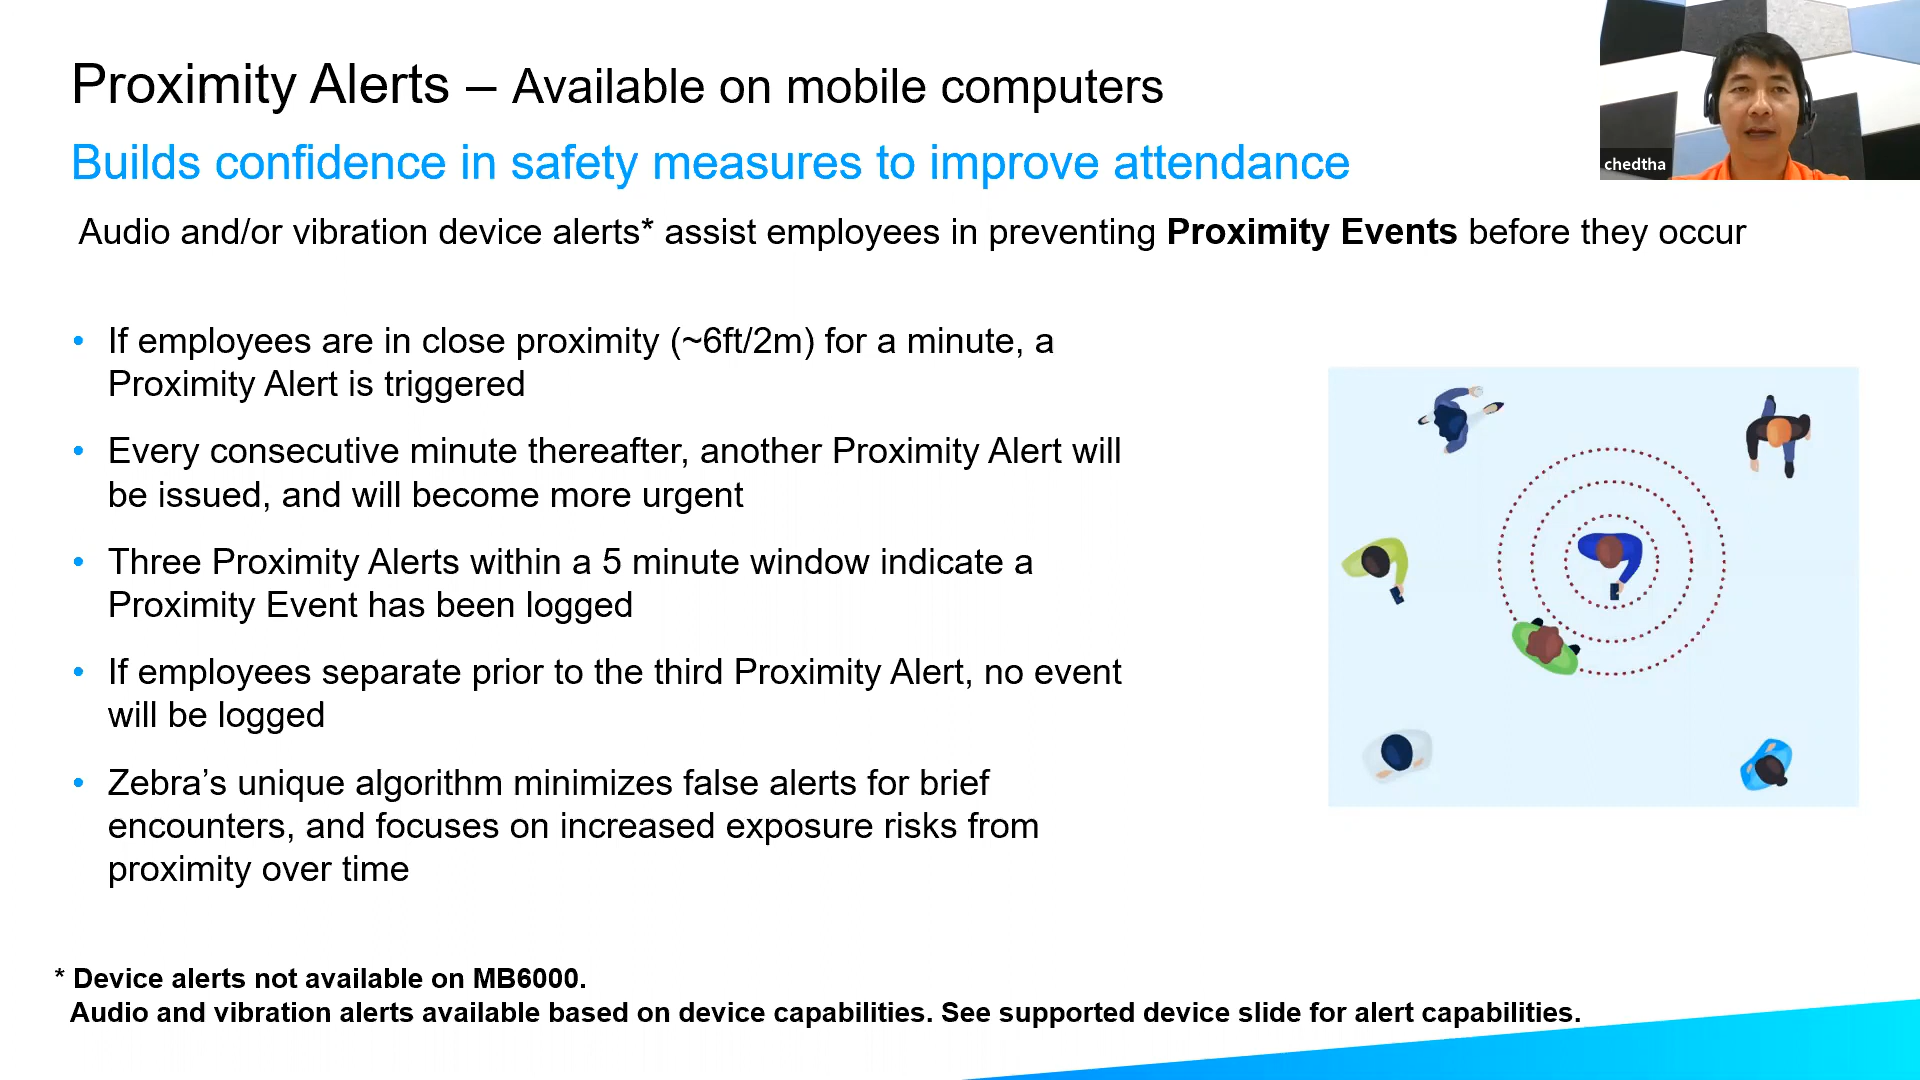 Proximity Alerts – Available on mobile computers
chedtha
Builds confidence in safety measures to improve attendance
Audio and/or vibration device alerts* assist employees in preventing Proximity Events before they occur
• If employees are in close proximity (~6ft/2m) for a minute, a
Proximity Alert is triggered
• Every consecutive minute thereafter, another Proximity Alert will
be issued, and will become more urgent
• Three Proximity Alerts within a 5 minute window indicate a
Proximity Event has been logged
• If employees separate prior to the third Proximity Alert, no event
will be logged
• Zebra’s unique algorithm minimizes false alerts for brief
encounters, and focuses on increased exposure risks from
proximity over time
* Device alerts not available on MB6000.
Audio and vibration alerts available based on device capabilities. See supported device slide for alert capabilities.